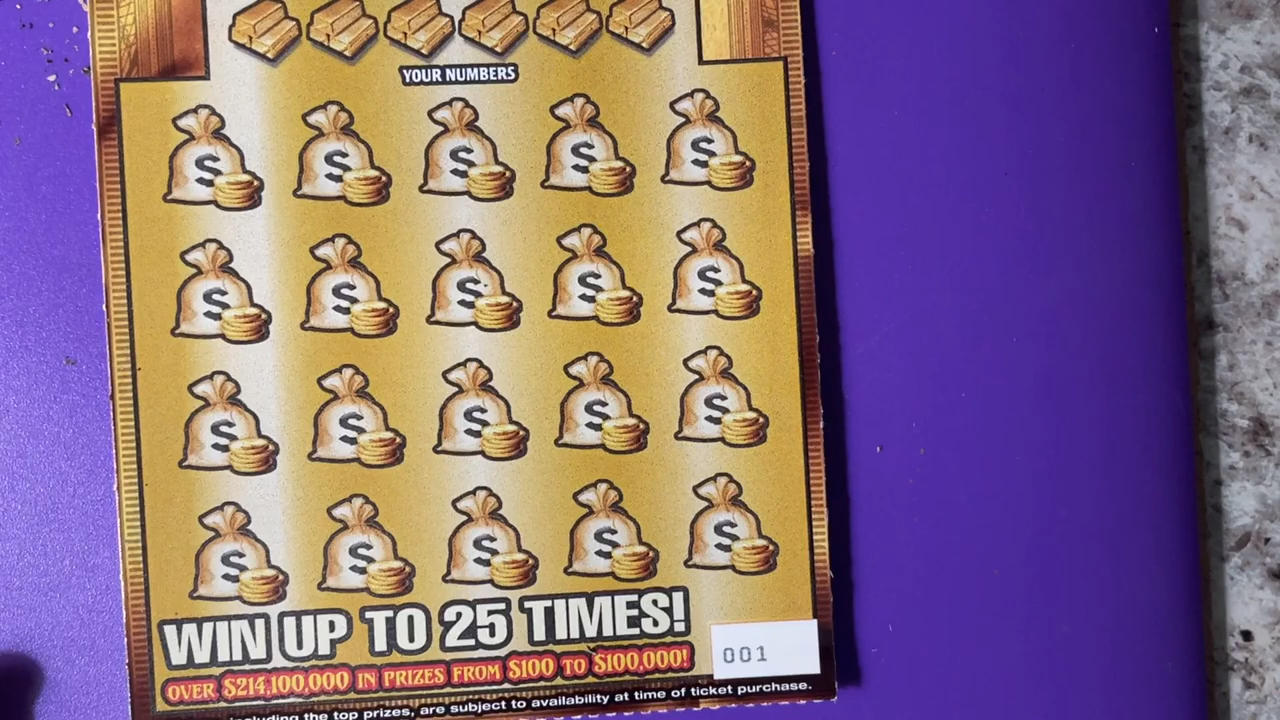 YOUR NUMBERS
$ $ $ $ $
$ $ $ $ $
$ $ $ $ $
$ $ $ $ $
WIN UP TO 25 TIMES!
001
OVER $214,100,000 IN PRIZES FROM $100 TO $100,000!
including the top prizes, are subject to availability at time of ticket purchase.